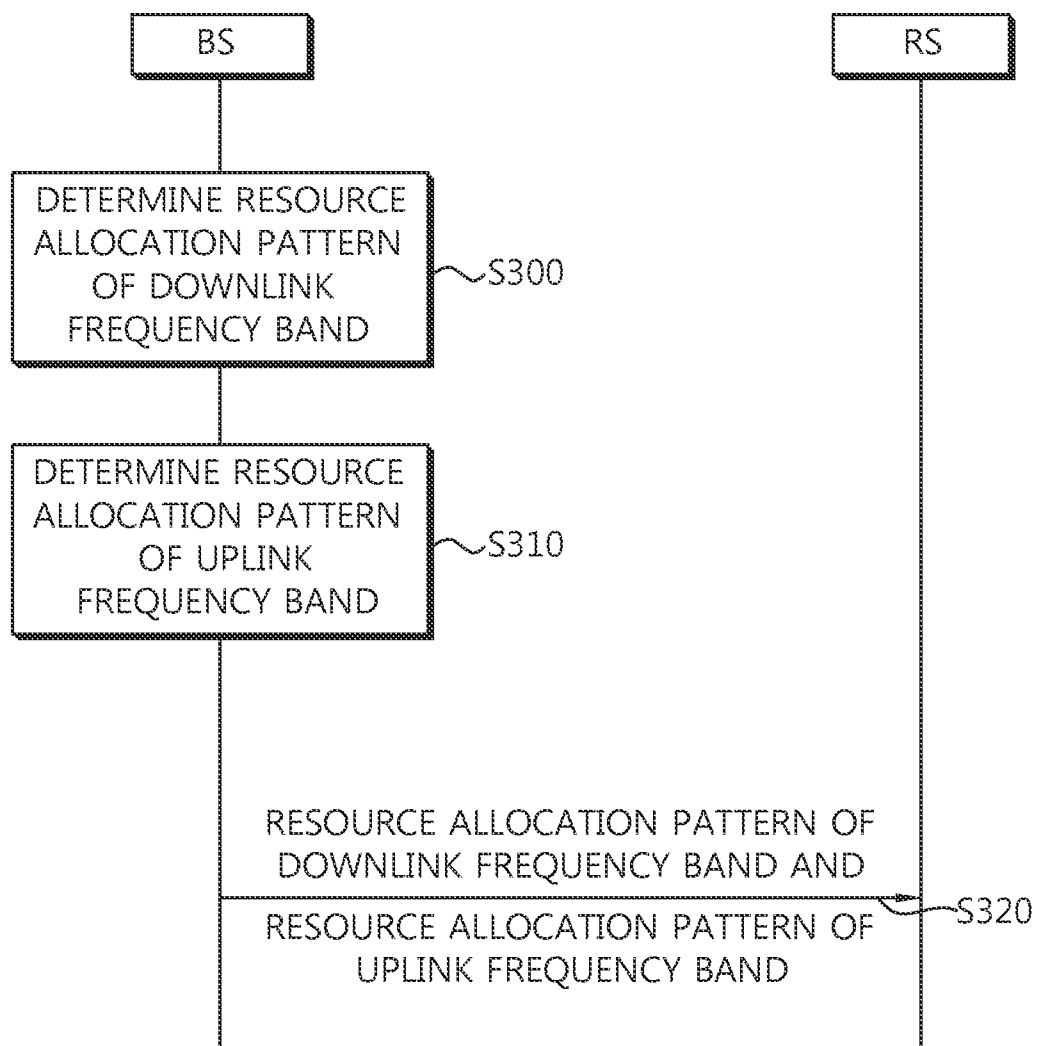 BS
RS
DETERMINE RESOURCE
ALLOCATION PATTERN
OF DOWNLINK
FREQUENCY BAND
S300
DETERMINE RESOURCE
ALLOCATION PATTERN
OF UPLINK
FREQUENCY BAND
S310
RESOURCE ALLOCATION PATTERN OF
DOWNLINK FREQUENCY BAND AND
S320
RESOURCE ALLOCATION PATTERN OF
UPLINK FREQUENCY BAND